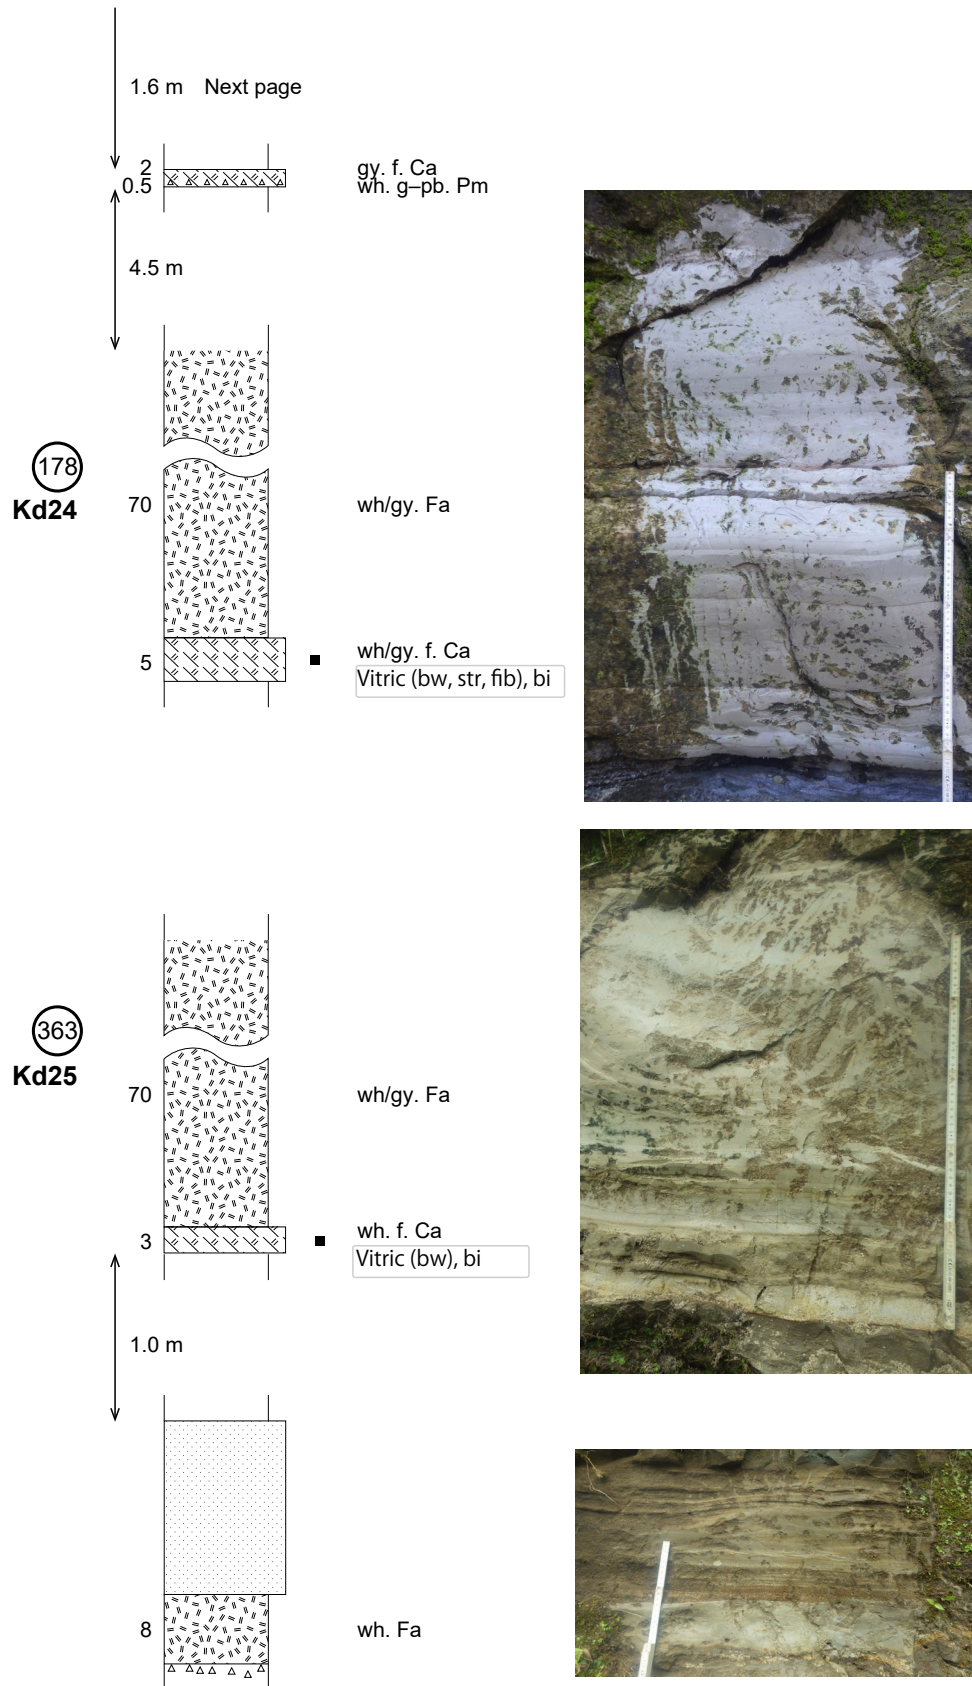 1.6 m Next page
2 gy. f. Ca
0.5 wh. g–pb. Pm
4.5 m
178
Kd24
70 wh/gy. Fa
5 wh/gy. f. Ca
Vitric (bw, str, fib), bi
363
Kd25
70 wh/gy. Fa
3 wh. f. Ca
Vitric (bw), bi
1.0 m
8 wh. Fa